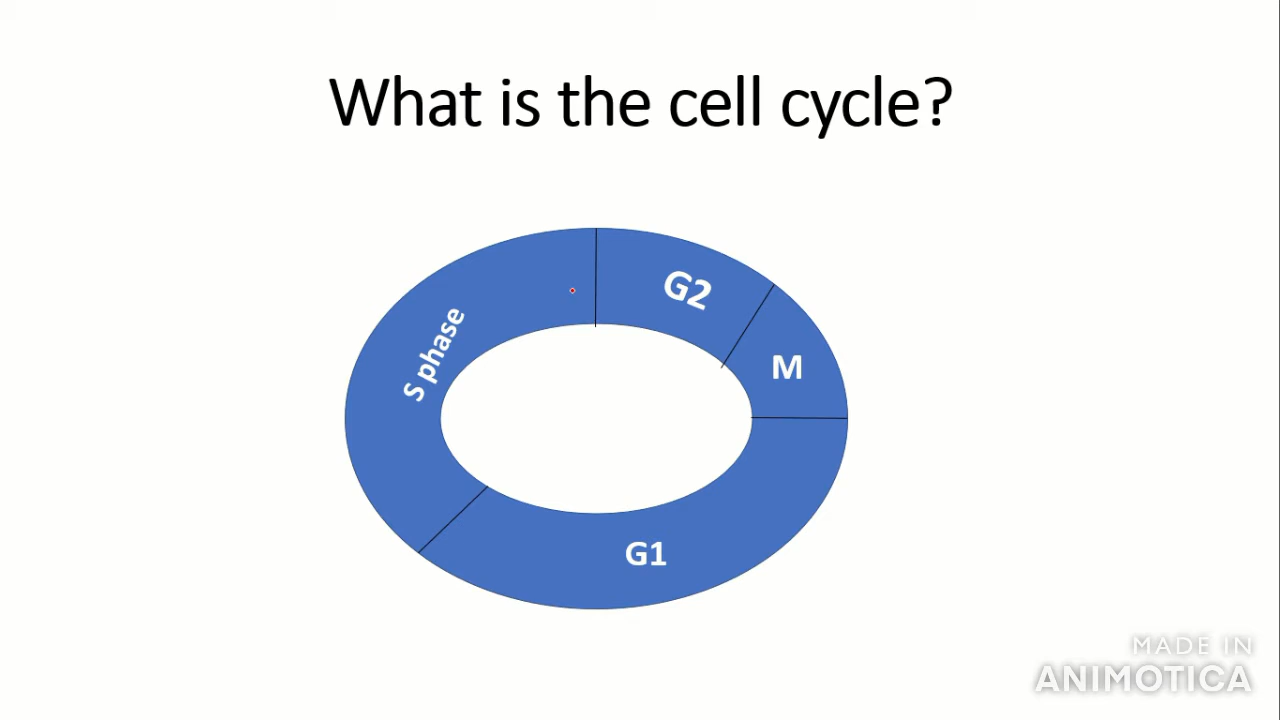 What is the cell cycle?
G2
S phase
M
G1
MADE IN
ANIMOTICA